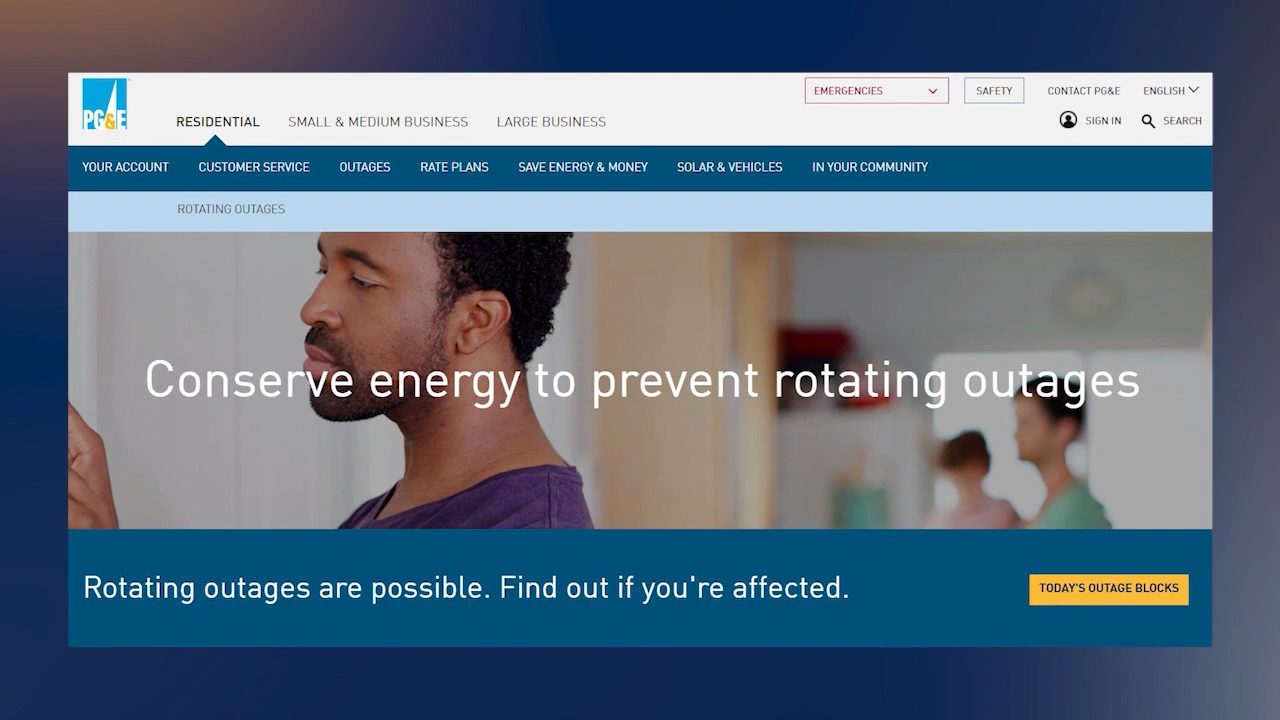 PG&E
EMERGENCIES
SAFETY
CONTACT PG&E
ENGLISH
RESIDENTIAL
SMALL & MEDIUM BUSINESS
LARGE BUSINESS
SIGN IN
SEARCH
YOUR ACCOUNT
CUSTOMER SERVICE
OUTAGES
RATE PLANS
SAVE ENERGY & MONEY
SOLAR & VEHICLES
IN YOUR COMMUNITY
ROTATING OUTAGES
Conserve energy to prevent rotating outages
Rotating outages are possible. Find out if you're affected.
TODAY'S OUTAGE BLOCKS